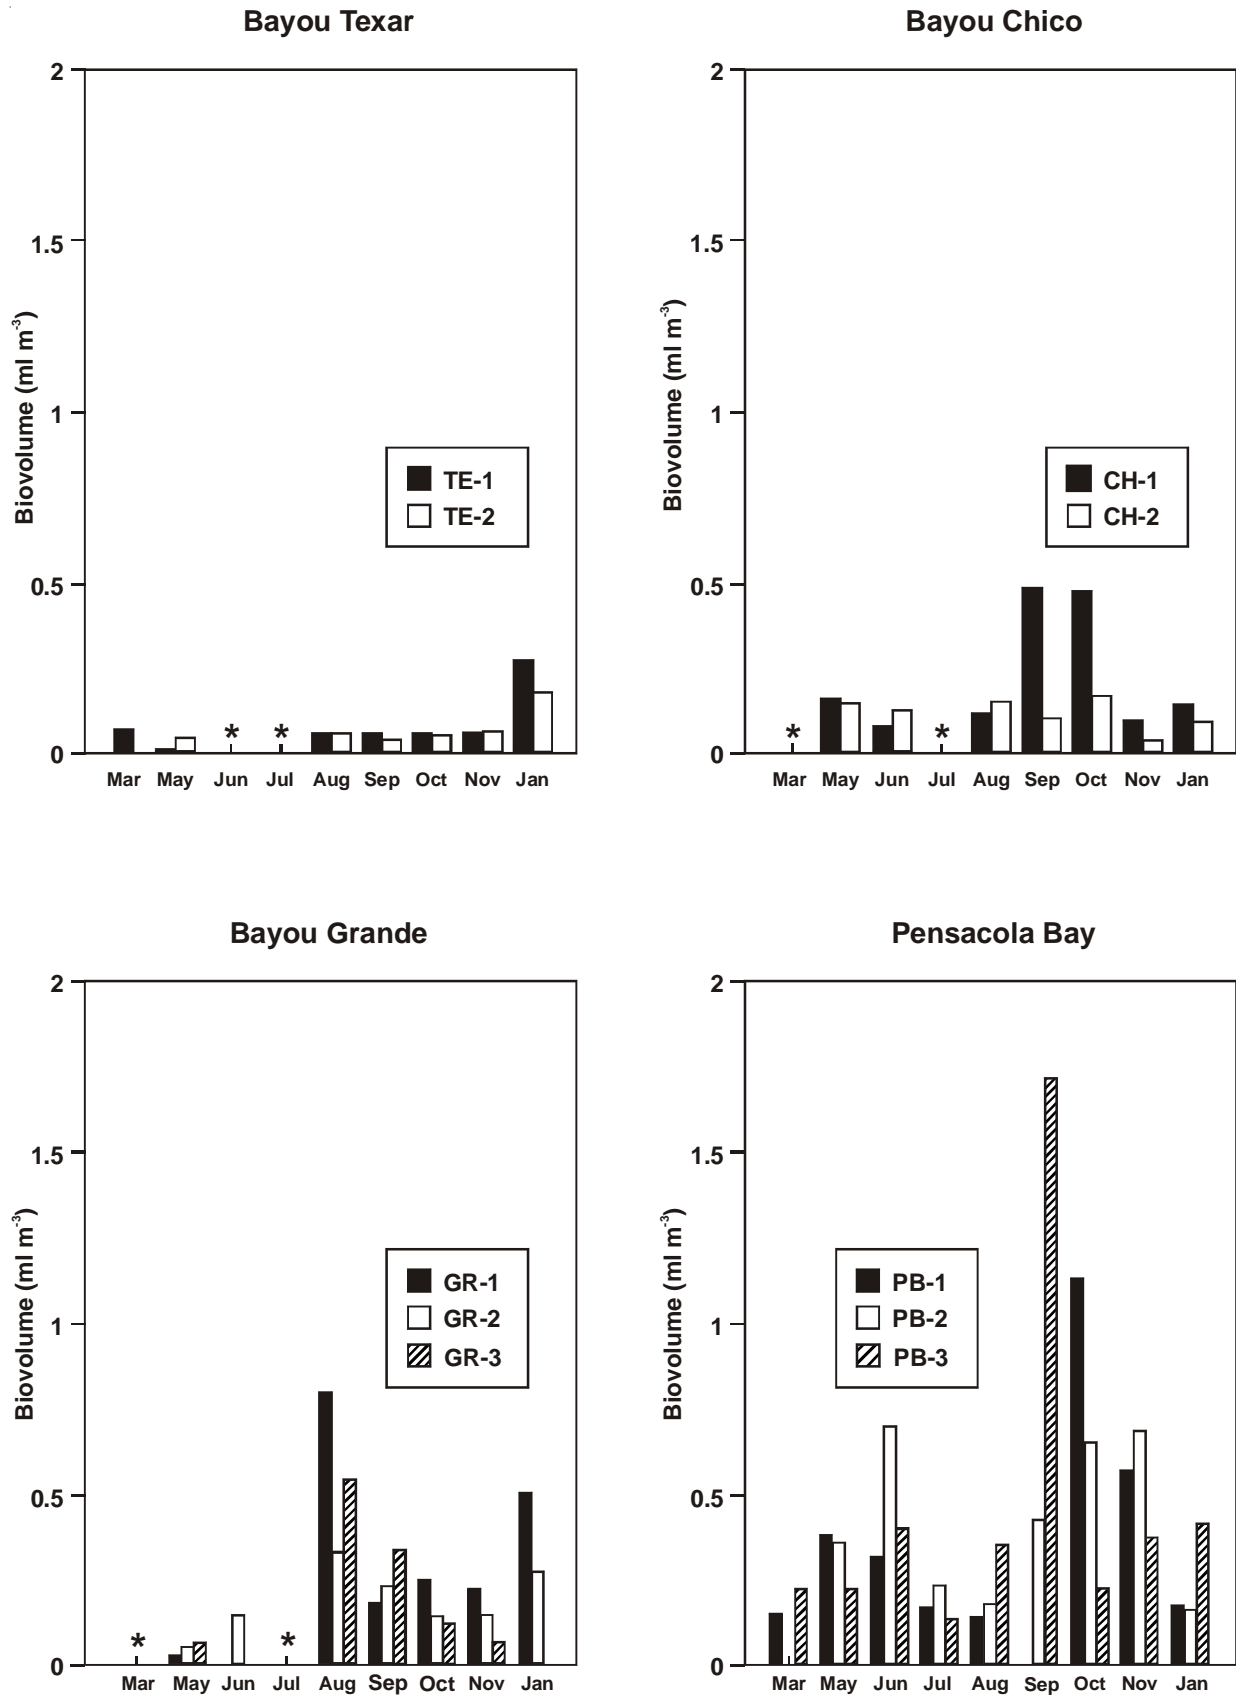 Bayou Texar
2
1.5
1
0.5
0
Biovolume (ml m⁻³)
TE-1
TE-2
* *
Mar May Jun Jul Aug Sep Oct Nov Jan
Bayou Chico
2
1.5
1
0.5
0
Biovolume (ml m⁻³)
CH-1
CH-2
* *
Mar May Jun Jul Aug Sep Oct Nov Jan
Bayou Grande
2
1.5
1
0.5
0
Biovolume (ml m⁻³)
GR-1
GR-2
GR-3
* *
Mar May Jun Jul Aug Sep Oct Nov Jan
Pensacola Bay
2
1.5
1
0.5
0
Biovolume (ml m⁻³)
PB-1
PB-2
PB-3
Mar May Jun Jul Aug Sep Oct Nov Jan